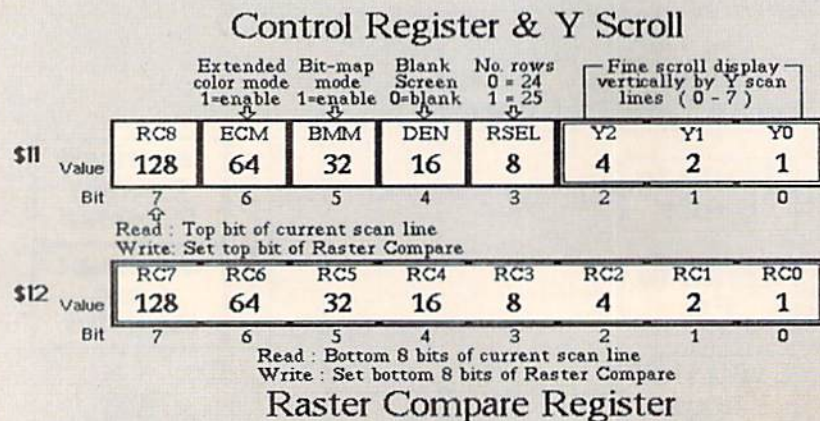 Control Register & Y Scroll
Extended Bit-map Blank No. rows Fine scroll display
color mode mode Screen 0 = 24 vertically by Y scan
1=enable 1=enable 0=blank 1 = 25 lines ( 0 - 7 )
RC8 ECM BMM DEN RSEL Y2 Y1 Y0
$11 Value 128 64 32 16 8 4 2 1
Bit 7 6 5 4 3 2 1 0
Read : Top bit of current scan line
Write: Set top bit of Raster Compare
RC7 RC6 RC5 RC4 RC3 RC2 RC1 RC0
$12 Value 128 64 32 16 8 4 2 1
Bit 7 6 5 4 3 2 1 0
Read : Bottom 8 bits of current scan line
Write : Set bottom 8 bits of Raster Compare
Raster Compare Register